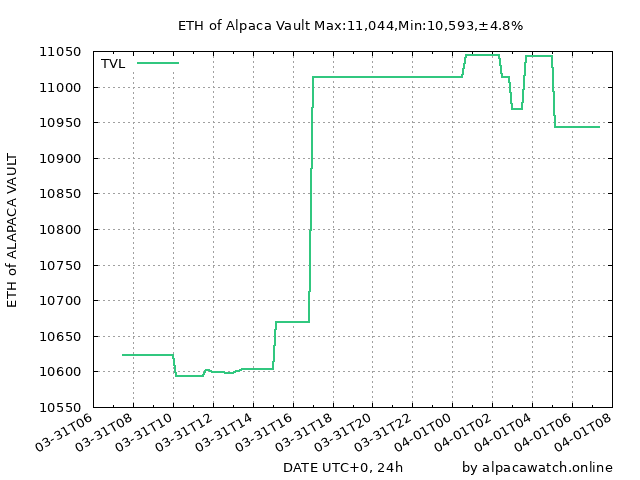 ETH of Alpaca Vault Max:11,044,Min:10,593,±4.8%
TVL
11050
11000
10950
10900
10850
10800
10750
10700
10650
10600
10550
ETH of ALAPACA VAULT
03-31T06
03-31T08
03-31T10
03-31T12
03-31T14
03-31T16
03-31T18
03-31T20
03-31T22
04-01T00
04-01T02
04-01T04
04-01T06
04-01T08
DATE UTC+0, 24h
by alpacawatch.online